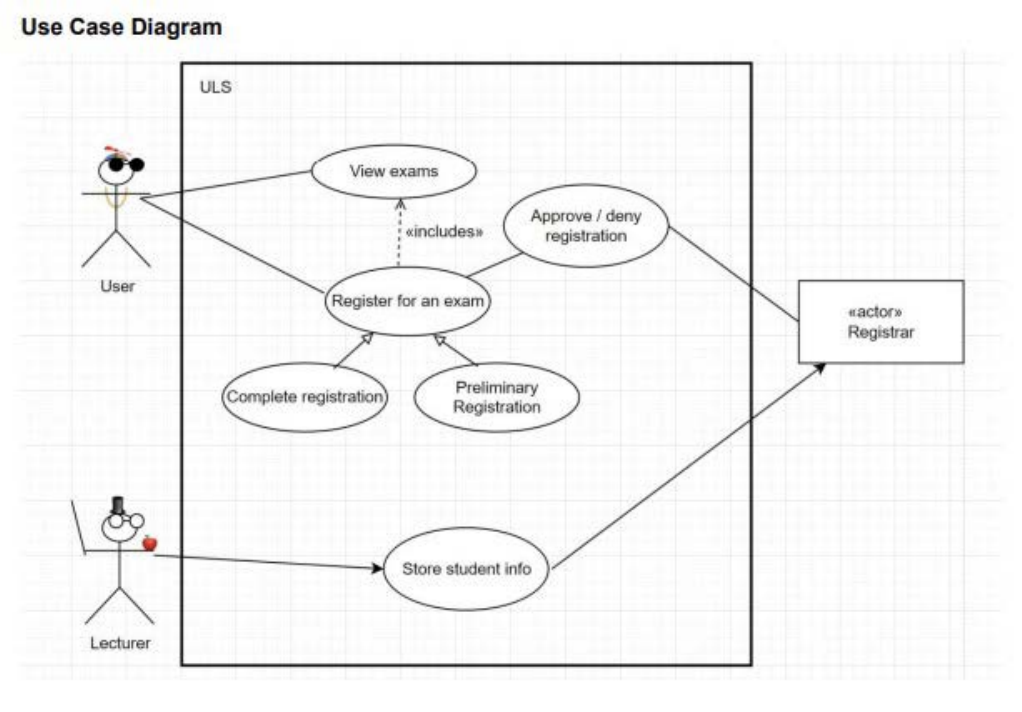 Use Case Diagram
ULS
View exams
Approve / deny
registration
«includes»
User
Register for an exam
«actor»
Registrar
Complete registration
Preliminary
Registration
Store student info
Lecturer